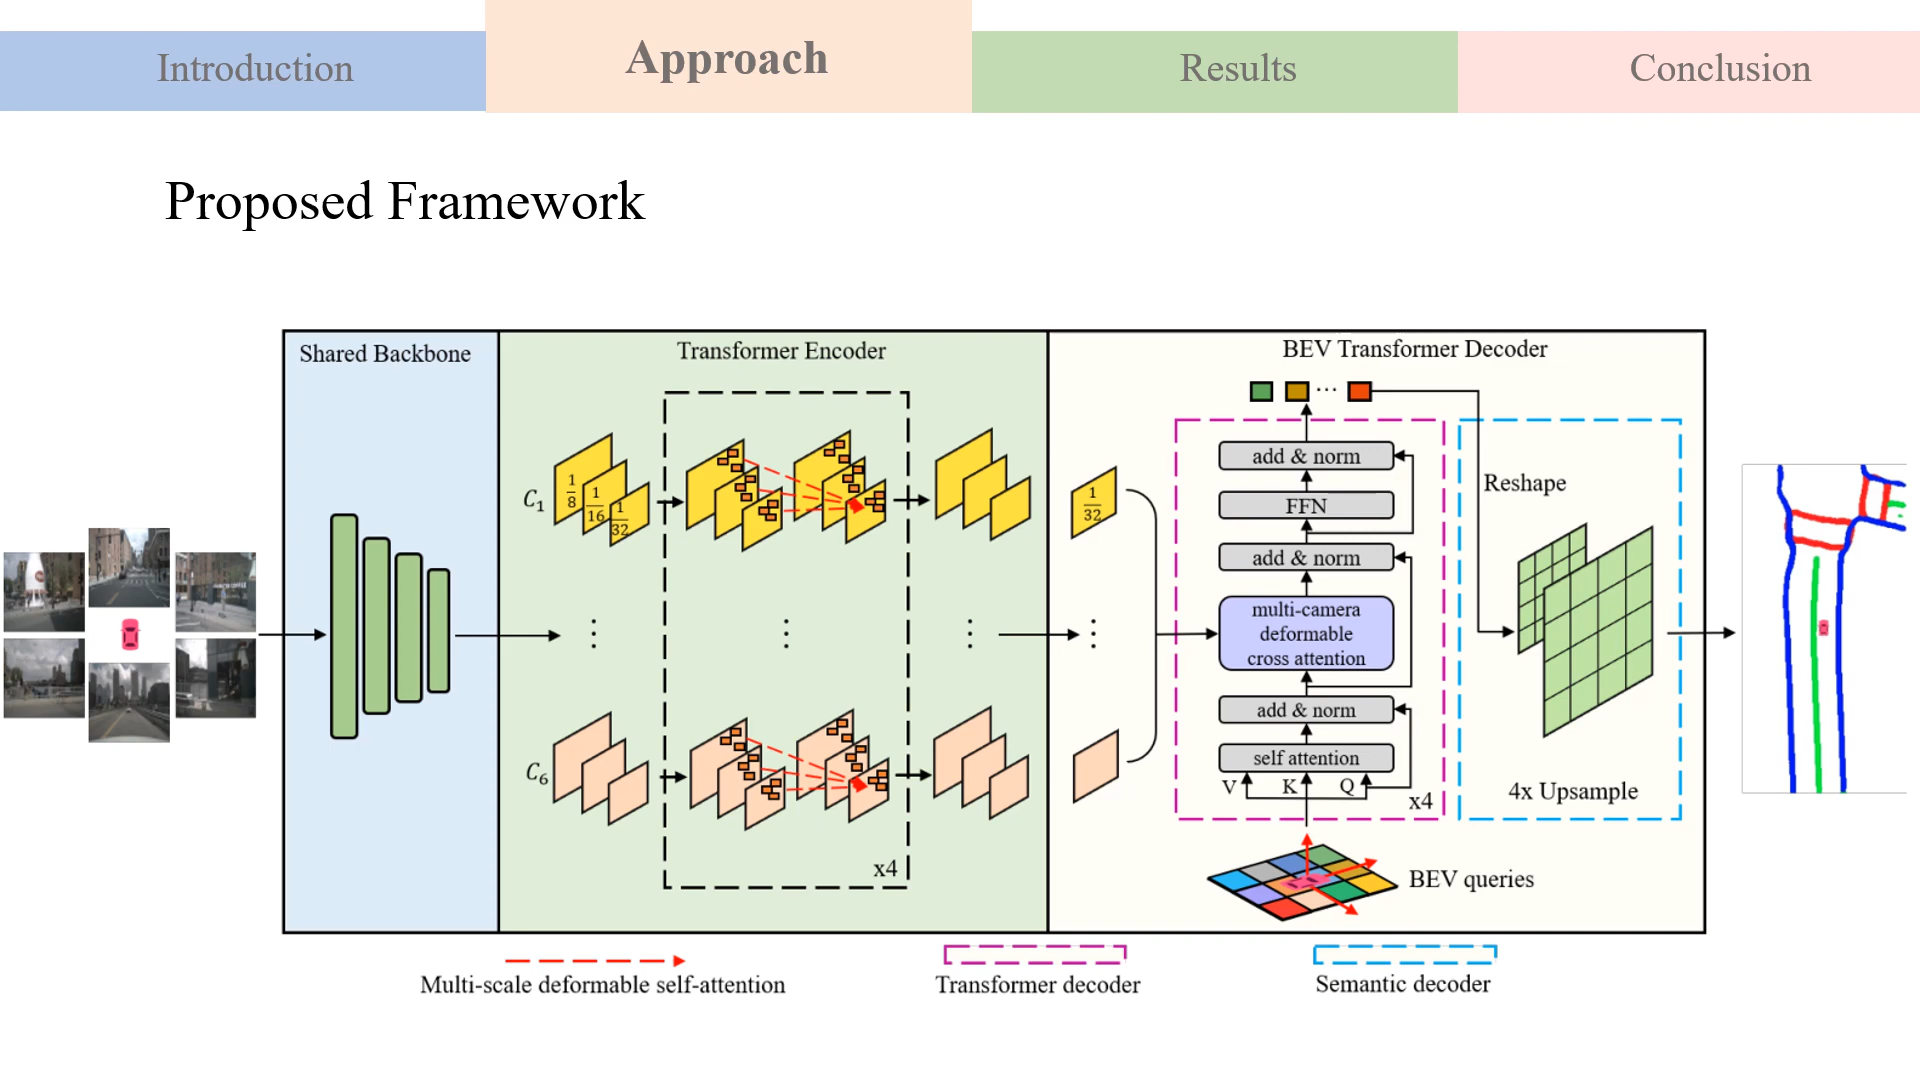 Introduction
Approach
Results
Conclusion
Proposed Framework
Shared Backbone
Transformer Encoder
BEV Transformer Decoder
C1
1/8
1/16
1/32
C6
x4
1/32
add & norm
FFN
add & norm
multi-camera
deformable
cross attention
add & norm
self attention
V K Q
x4
Reshape
4x Upsample
BEV queries
Multi-scale deformable self-attention
Transformer decoder
Semantic decoder